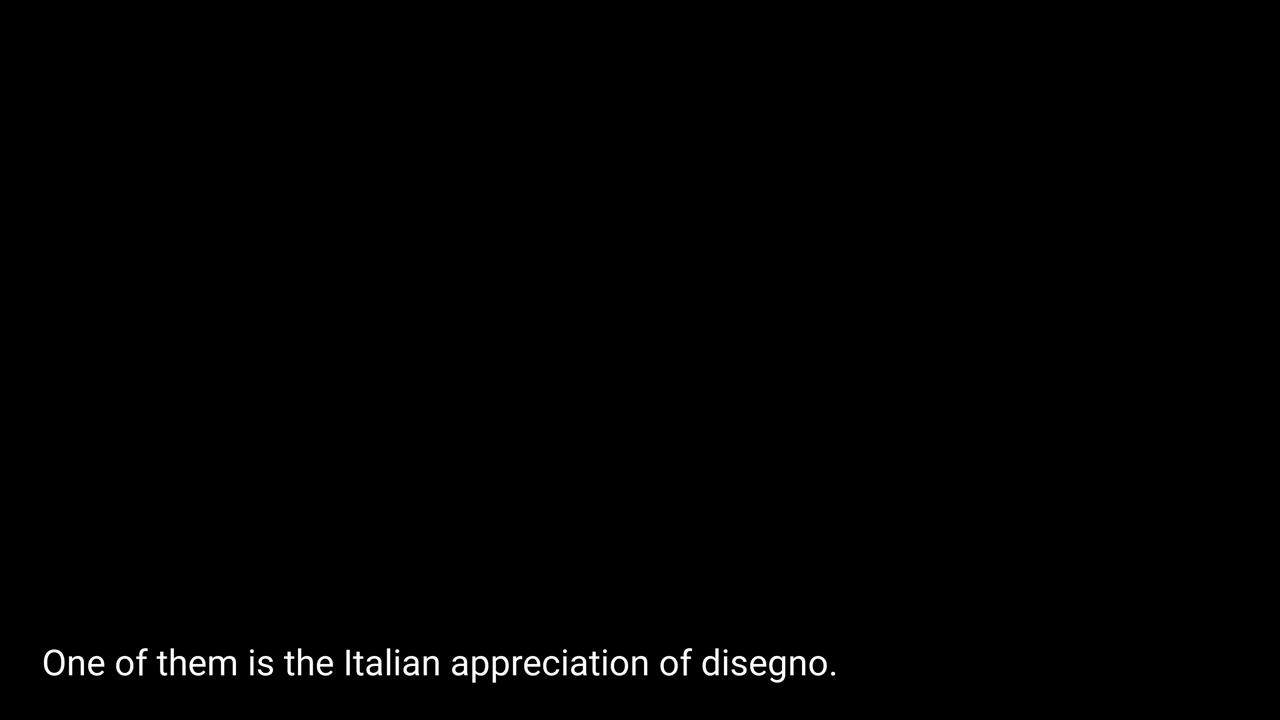 One of them is the Italian appreciation of disegno.